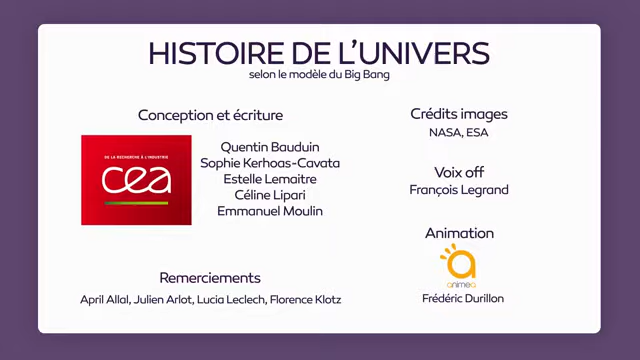 HISTOIRE DE L'UNIVERS
selon le modèle du Big Bang
Conception et écriture
DE LA RECHERCHE À L'INDUSTRIE
cea
Quentin Bauduin
Sophie Kerhoas-Cavata
Estelle Lemaitre
Céline Lipari
Emmanuel Moulin
Remerciements
April Allal, Julien Arlot, Lucia Leclech, Florence Klotz
Crédits images
NASA, ESA
Voix off
François Legrand
Animation
animea
Frédéric Durillon